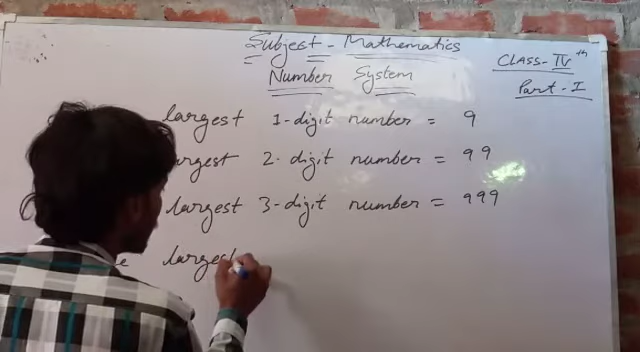 Subject - Mathematics
CLASS - IV th
Number System
Part - I
largest 1-digit number = 9
largest 2-digit number = 99
largest 3-digit number = 999
largest